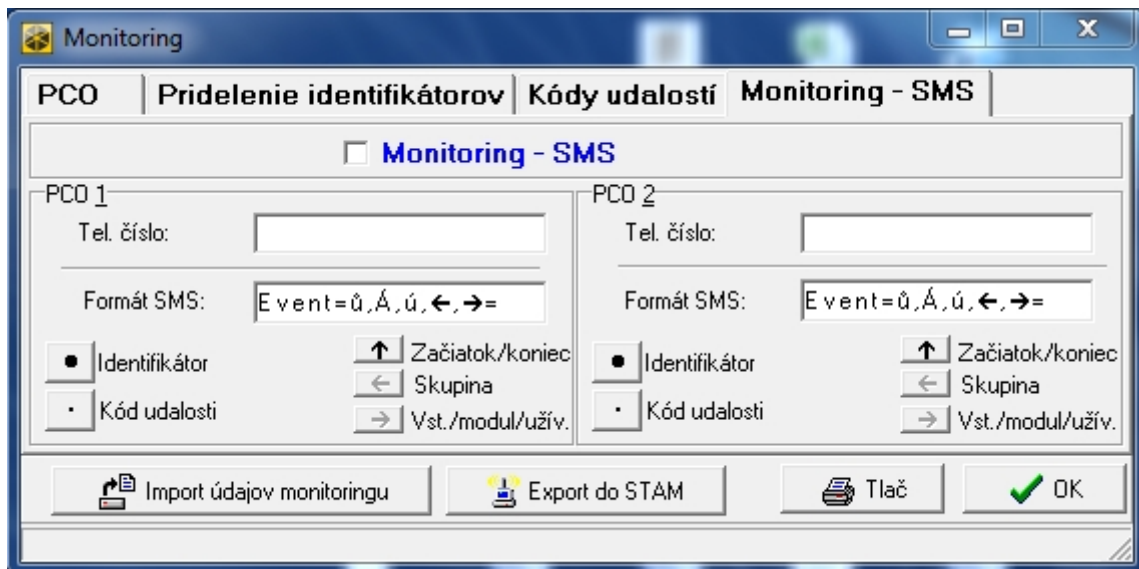 Monitoring
PCO Pridelenie identifikátorov Kódy udalostí Monitoring - SMS
Monitoring - SMS
PCO 1
Tel. číslo:
Formát SMS: Event=ů,Á,ú,←,→=
Identifikátor
Kód udalosti
↑ Začiatok/koniec
← Skupina
→ Vst./modul/užív.
PCO 2
Tel. číslo:
Formát SMS: Event=ů,Á,ú,←,→=
Identifikátor
Kód udalosti
↑ Začiatok/koniec
← Skupina
→ Vst./modul/užív.
Import údajov monitoringu Export do STAM Tlač OK